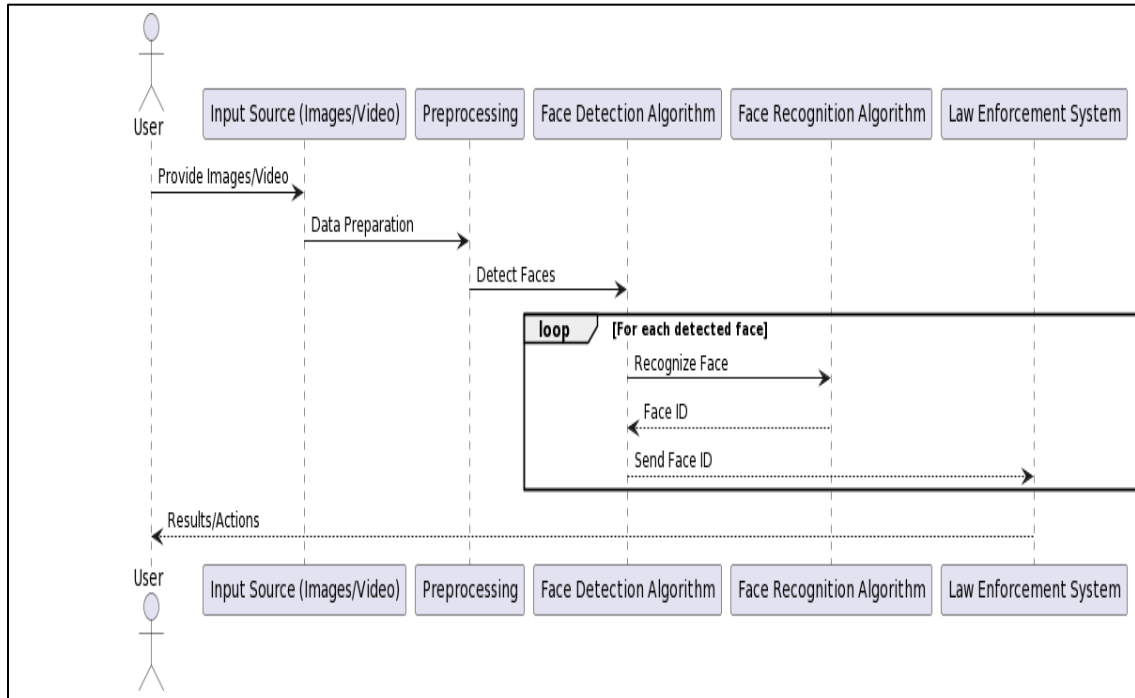 User
Input Source (Images/Video)
Preprocessing
Face Detection Algorithm
Face Recognition Algorithm
Law Enforcement System
Provide Images/Video
Data Preparation
Detect Faces
loop [For each detected face]
Recognize Face
Face ID
Send Face ID
Results/Actions
User
Input Source (Images/Video)
Preprocessing
Face Detection Algorithm
Face Recognition Algorithm
Law Enforcement System